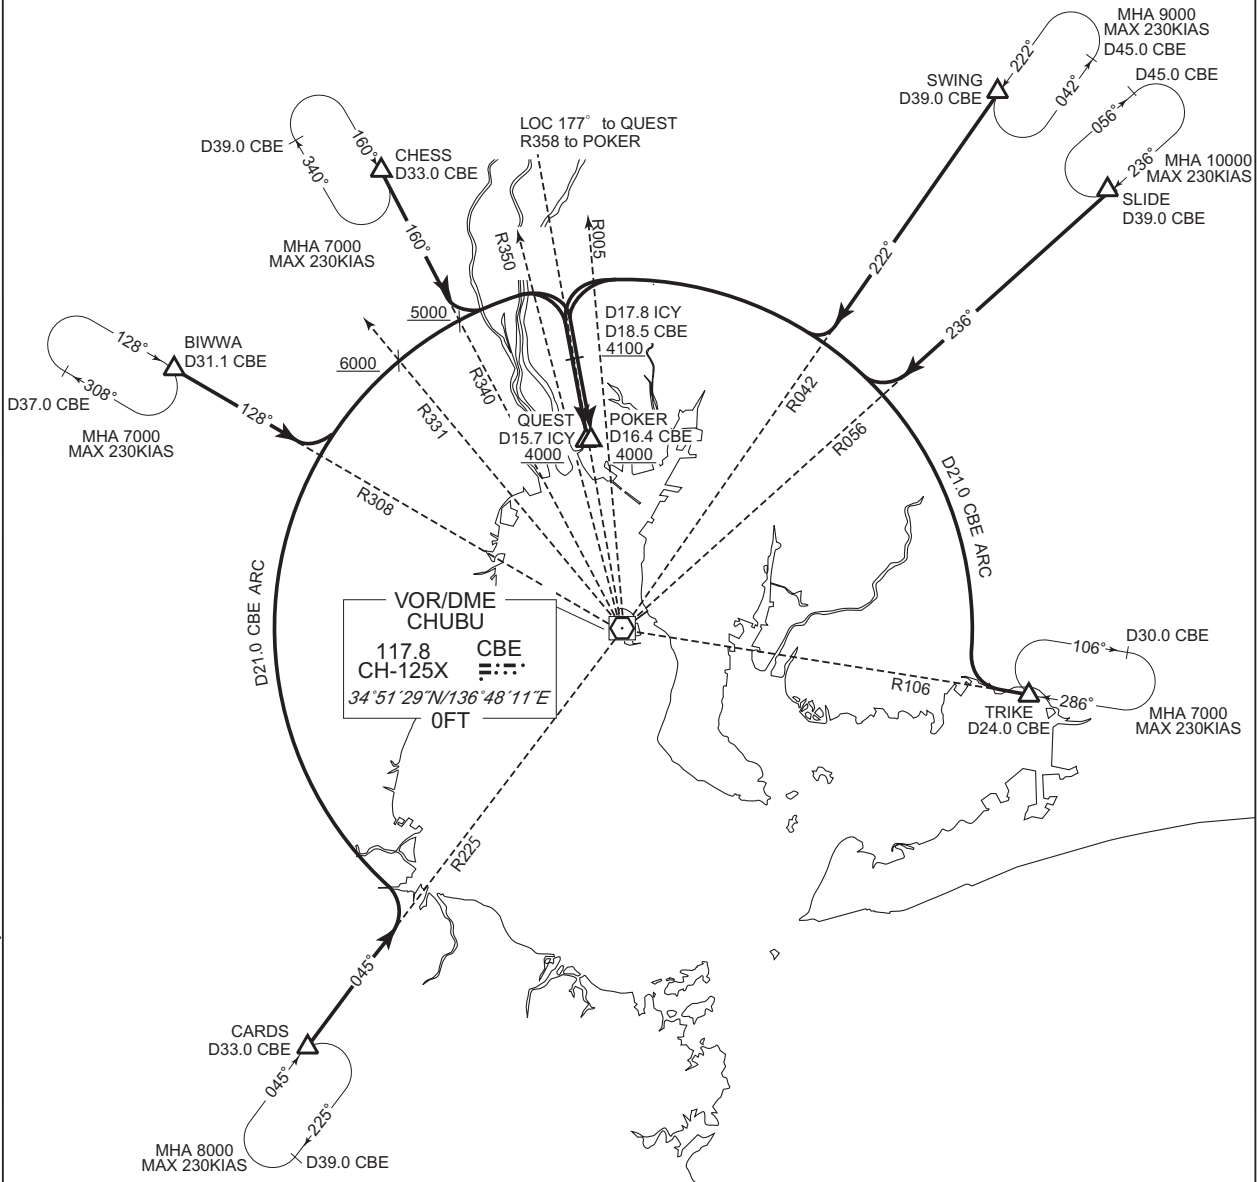 MHA 9000
MAX 230KIAS
D45.0 CBE
222°
042°
SWING
D39.0 CBE
D45.0 CBE
056°
236°
MHA 10000
MAX 230KIAS
SLIDE
D39.0 CBE
LOC 177° to QUEST
R358 to POKER
D39.0 CBE
160°
340°
CHESS
D33.0 CBE
MHA 7000
MAX 230KIAS
160°
R350
R005
222°
236°
5000
6000
D17.8 ICY
D18.5 CBE
4100
128°
BIWWA
D31.1 CBE
308°
D37.0 CBE
MHA 7000
MAX 230KIAS
128°
R340
R331
R042
R056
QUEST
D15.7 ICY
4000
POKER
D16.4 CBE
4000
R308
D21.0 CBE ARC
D21.0 CBE ARC
VOR/DME
CHUBU
117.8 CBE
CH-125X
34°51´29˝N/136°48´11˝E
0FT
R106
106°
D30.0 CBE
286°
TRIKE
D24.0 CBE
MHA 7000
MAX 230KIAS
R225
045°
CARDS
D33.0 CBE
045°
225°
MHA 8000
MAX 230KIAS
D39.0 CBE